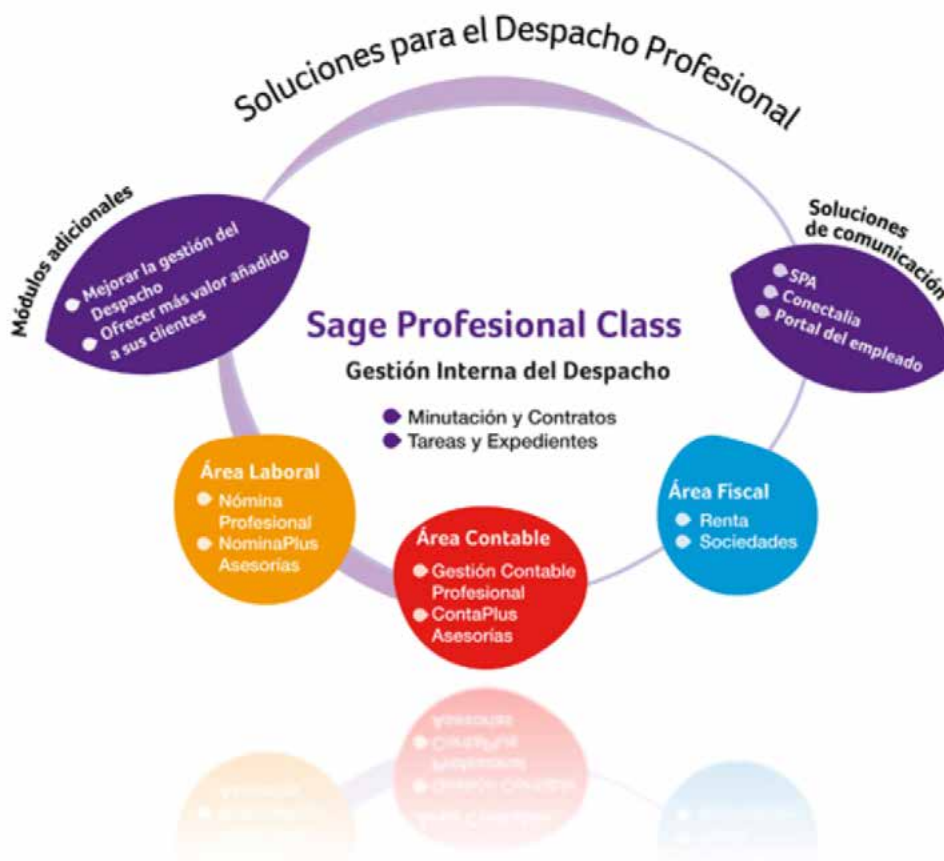 Soluciones para el Despacho Profesional
Módulos adicionales
Mejorar la gestión del
Despacho
Ofrecer más valor añadido
a sus clientes
Soluciones
de comunicación
SPA
Conectalia
Portal del empleado
Sage Profesional Class
Gestión Interna del Despacho
Minutación y Contratos
Tareas y Expedientes
Área Laboral
Nómina
Profesional
NominaPlus
Asesorías
Área Contable
Gestión Contable
Profesional
ContaPlus
Asesorías
Área Fiscal
Renta
Sociedades